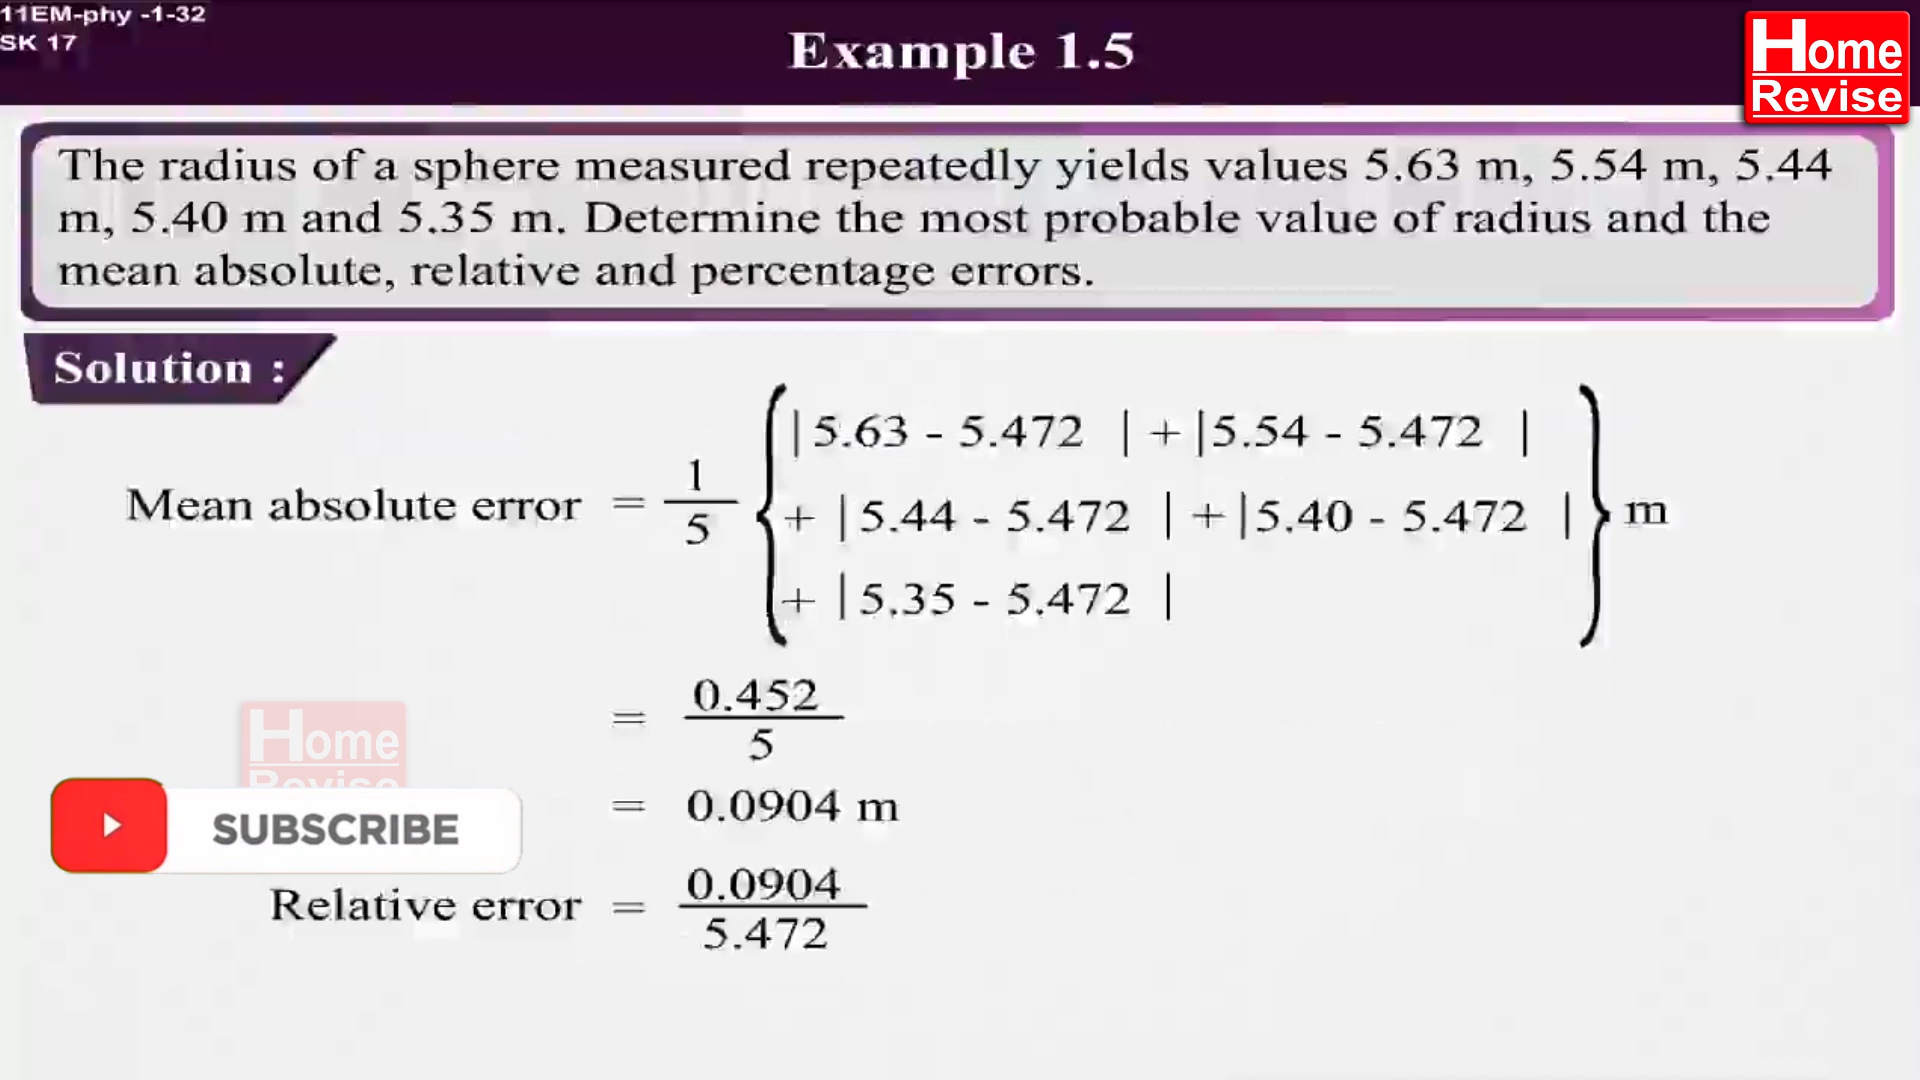 11EM-phy -1-32
SK 17
Example 1.5
Home
Revise
The radius of a sphere measured repeatedly yields values 5.63 m, 5.54 m, 5.44
m, 5.40 m and 5.35 m. Determine the most probable value of radius and the
mean absolute, relative and percentage errors.
Solution :
Mean absolute error = 1/5 { | 5.63 - 5.472 | + | 5.54 - 5.472 |
+ | 5.44 - 5.472 | + | 5.40 - 5.472 |
+ | 5.35 - 5.472 | } m
= 0.452/5
Home
Revise
= 0.0904 m
SUBSCRIBE
Relative error = 0.0904/5.472